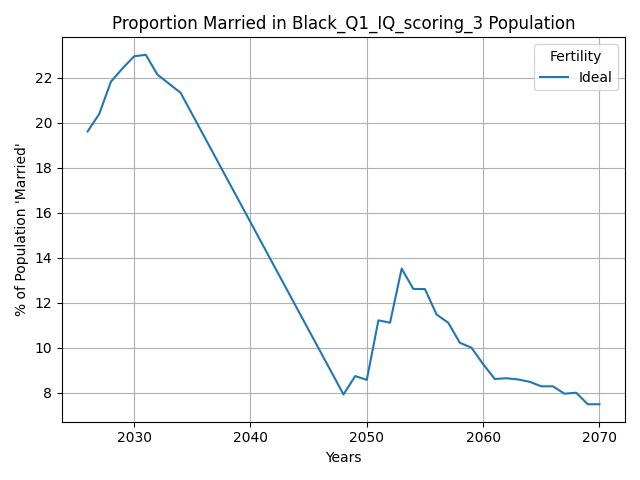 Proportion Married in Black_Q1_IQ_scoring_3 Population
Fertility
Ideal
% of Population 'Married'
22
20
18
16
14
12
10
8
2030 2040 2050 2060 2070
Years